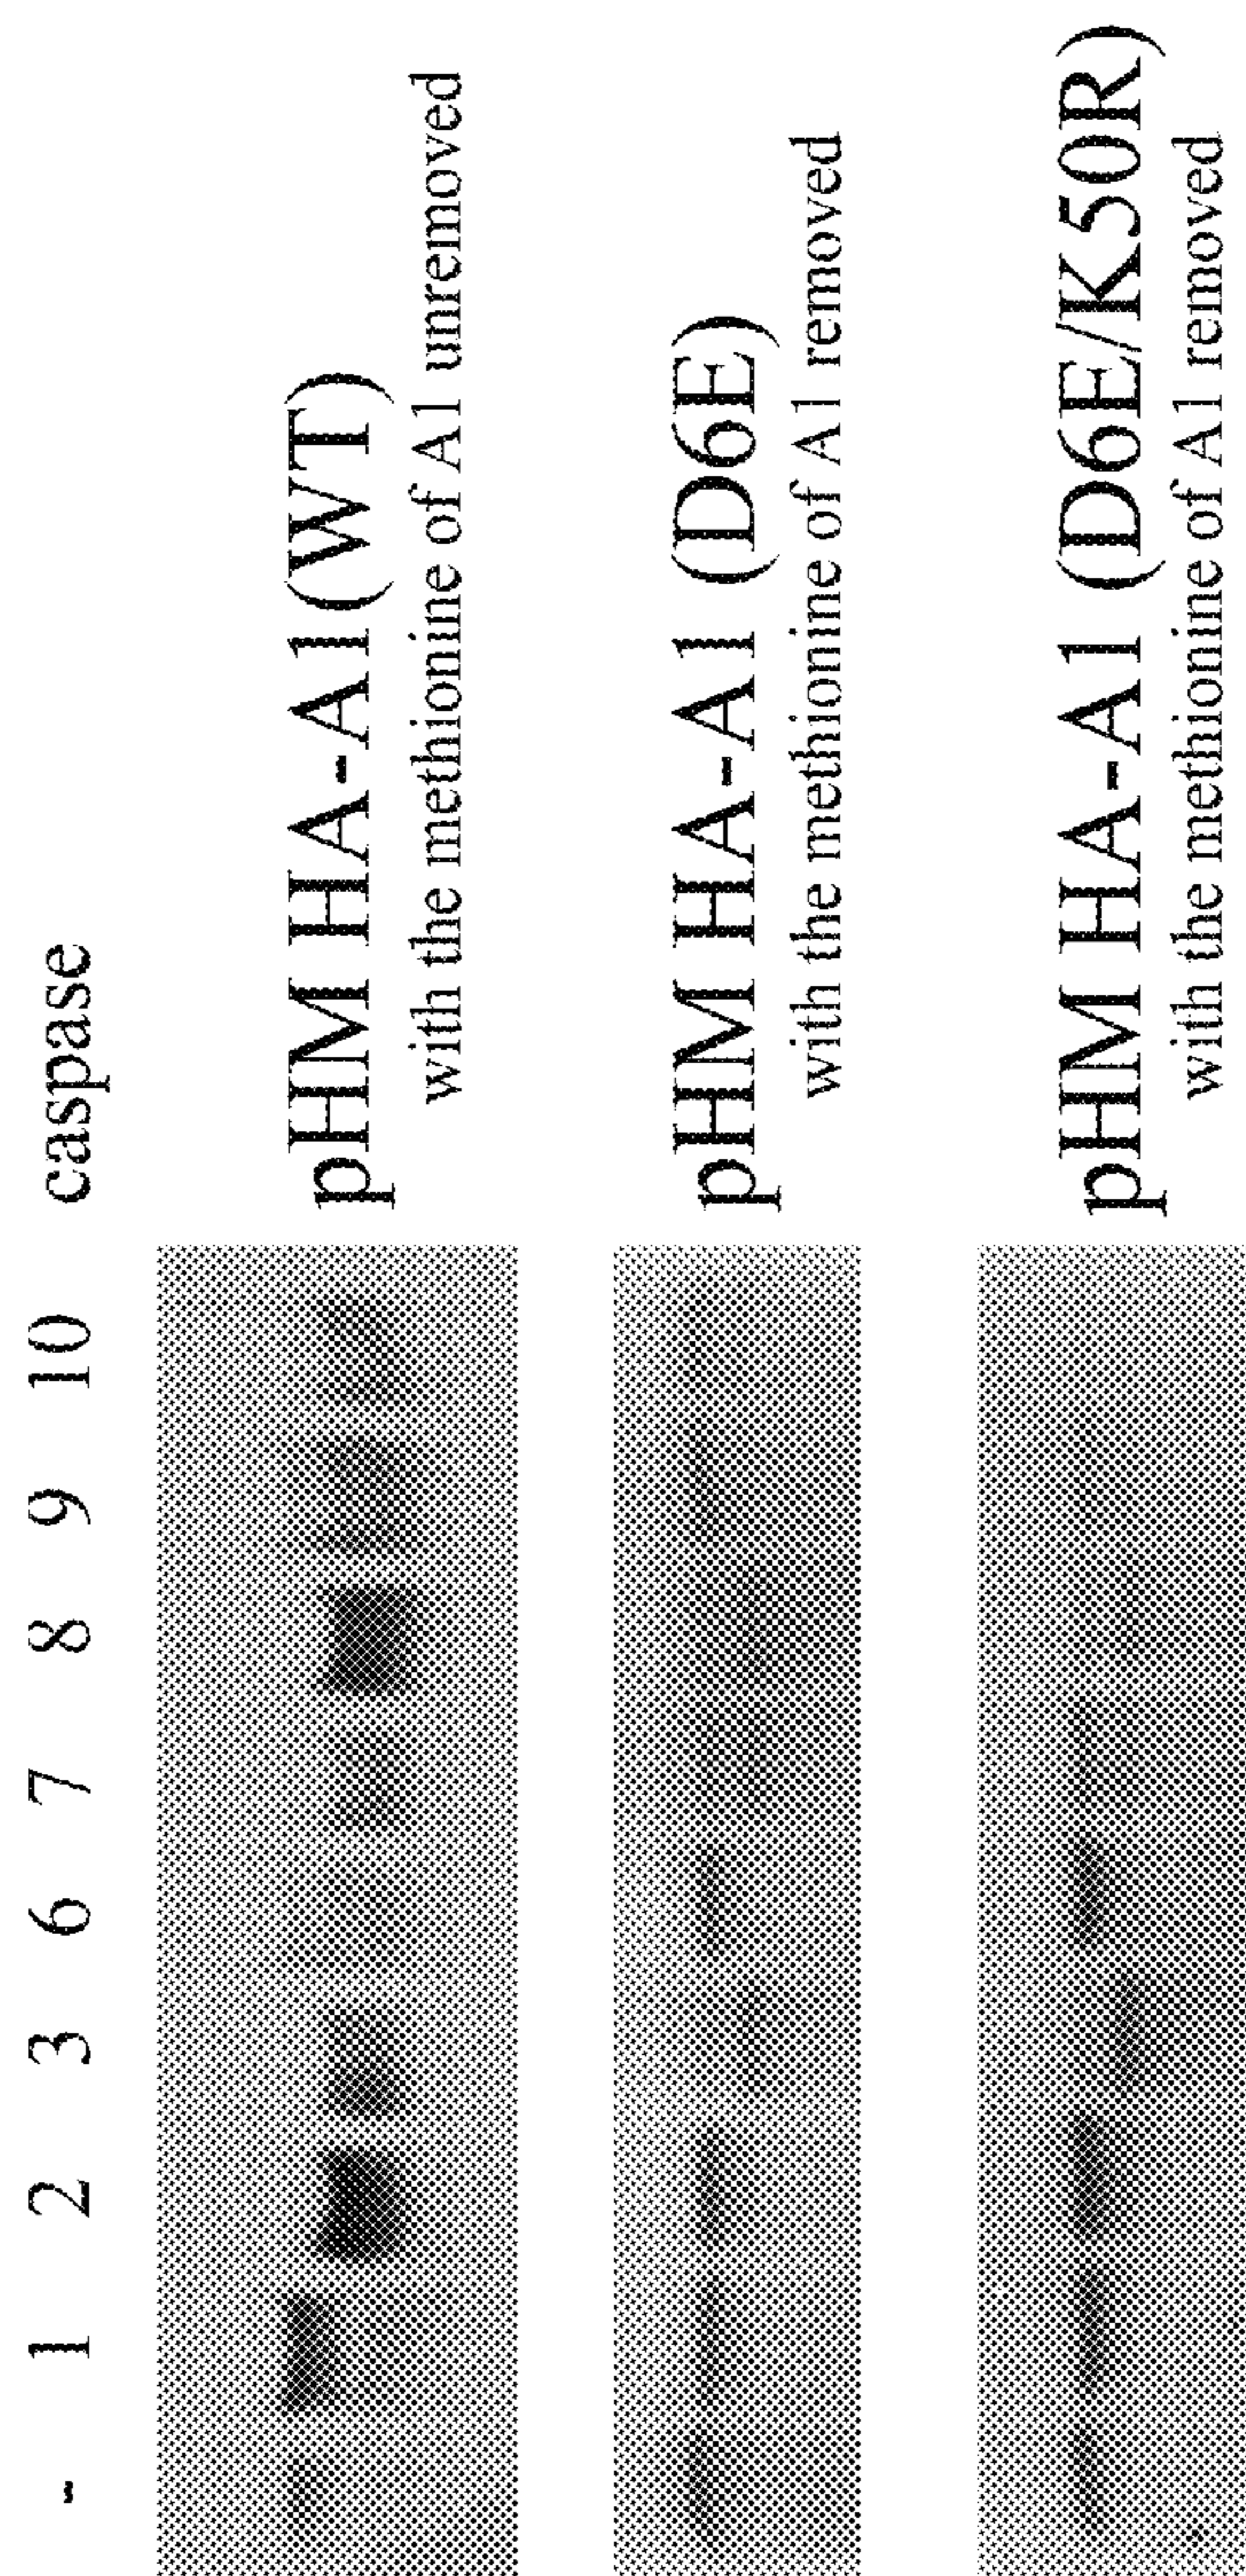 - 1 2 3 6 7 8 9 10 caspase
pHM HA-A1(WT)
with the methionine of A1 unremoved
pHM HA-A1 (D6E)
with the methionine of A1 removed
pHM HA-A1 (D6E/K50R)
with the methionine of A1 removed